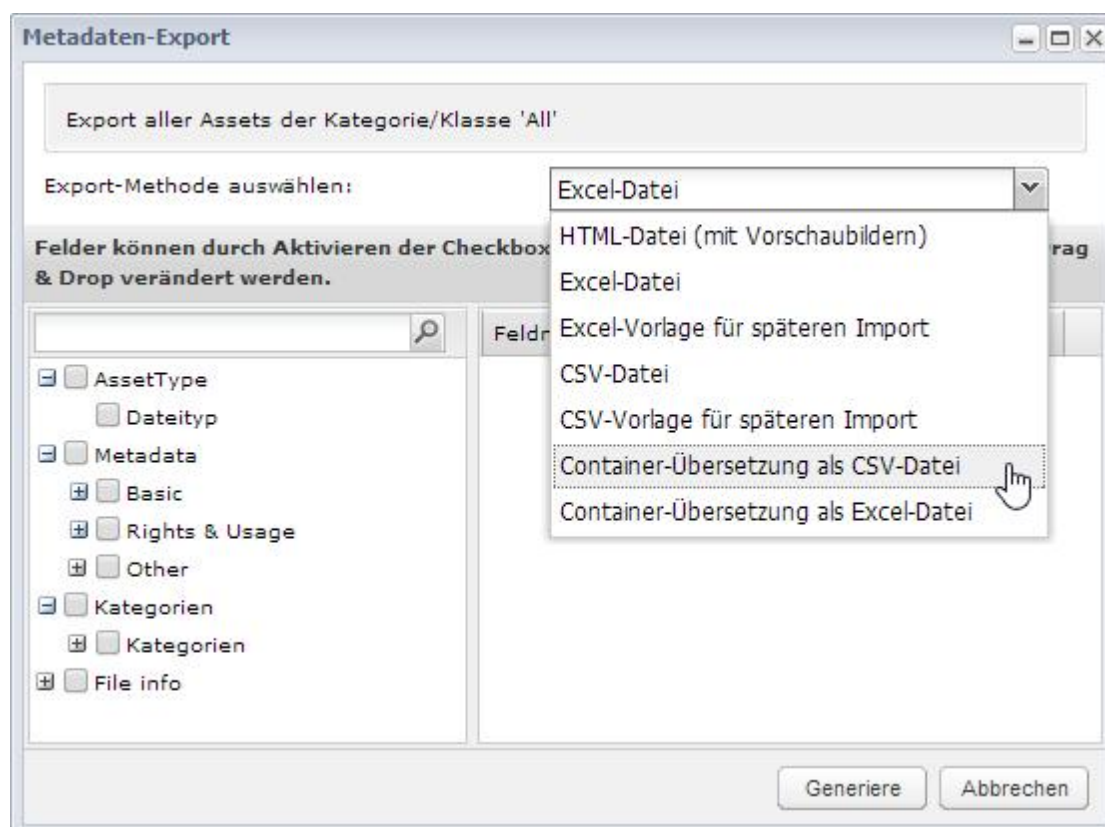 Metadaten-Export
Export aller Assets der Kategorie/Klasse 'All'
Export-Methode auswählen:
Excel-Datei
HTML-Datei (mit Vorschaubildern)
Excel-Datei
Excel-Vorlage für späteren Import
CSV-Datei
CSV-Vorlage für späteren Import
Container-Übersetzung als CSV-Datei
Container-Übersetzung als Excel-Datei
Felder können durch Aktivieren der Checkbox
& Drop verändert werden.
AssetType
Dateityp
Metadata
Basic
Rights & Usage
Other
Kategorien
Kategorien
File info
Generiere
Abbrechen